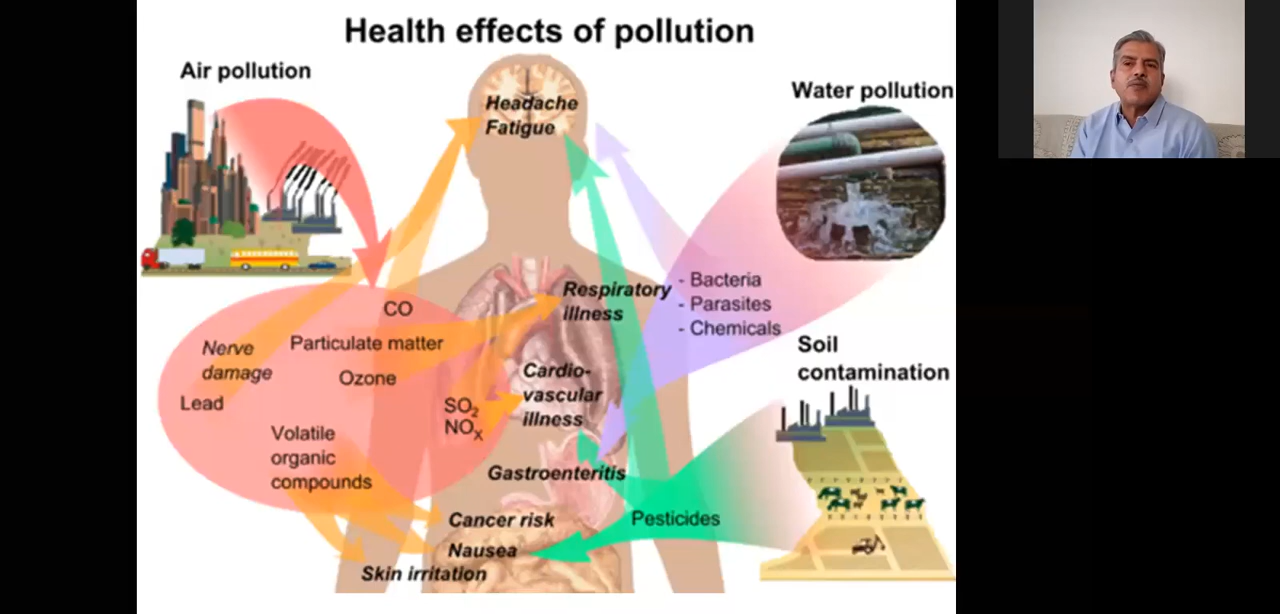 Health effects of pollution
Air pollution
Water pollution
Headache
Fatigue
CO
Particulate matter
Nerve
damage
Ozone
Lead
SO2
NOX
Volatile
organic
compounds
Respiratory
illness
Cardio-
vascular
illness
Gastroenteritis
Cancer risk
Nausea
Skin irritation
- Bacteria
- Parasites
- Chemicals
Soil
contamination
Pesticides